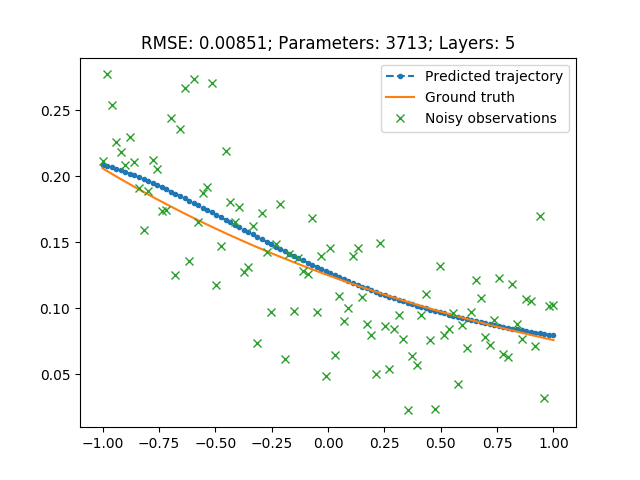 RMSE: 0.00851; Parameters: 3713; Layers: 5
Predicted trajectory
Ground truth
Noisy observations
0.25
0.20
0.15
0.10
0.05
−1.00 −0.75 −0.50 −0.25 0.00 0.25 0.50 0.75 1.00